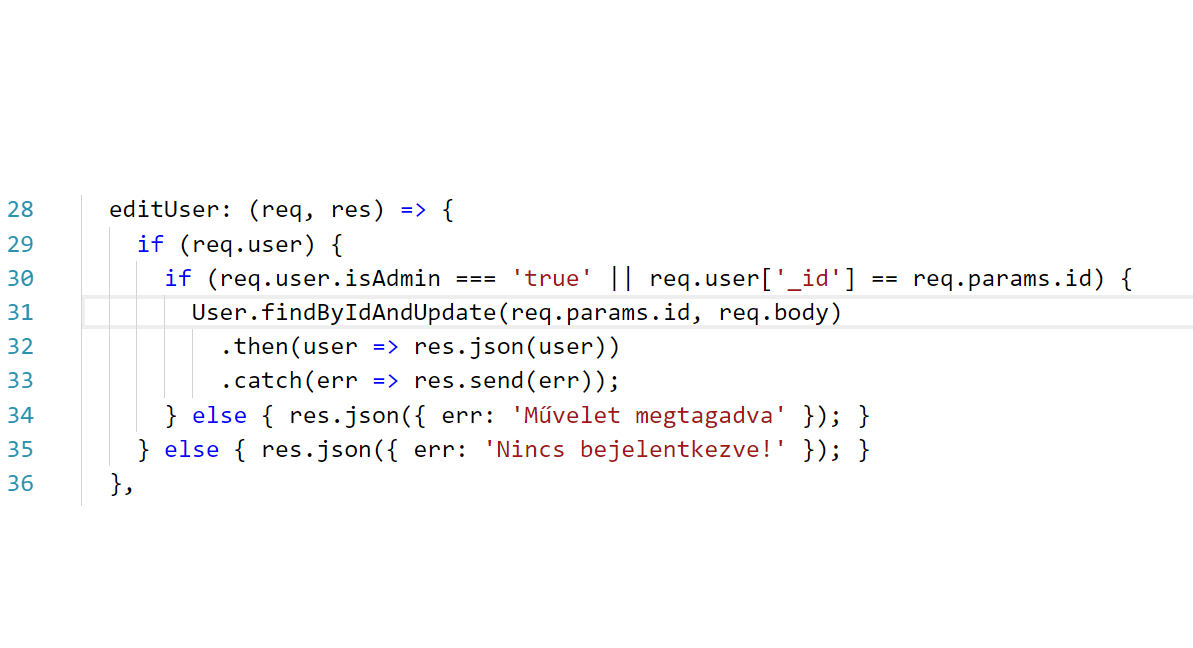 28 editUser: (req, res) => {
29 if (req.user) {
30 if (req.user.isAdmin === 'true' || req.user['_id'] == req.params.id) {
31 User.findByIdAndUpdate(req.params.id, req.body)
32 .then(user => res.json(user))
33 .catch(err => res.send(err));
34 } else { res.json({ err: 'Művelet megtagadva' }); }
35 } else { res.json({ err: 'Nincs bejelentkezve!' }); }
36 },